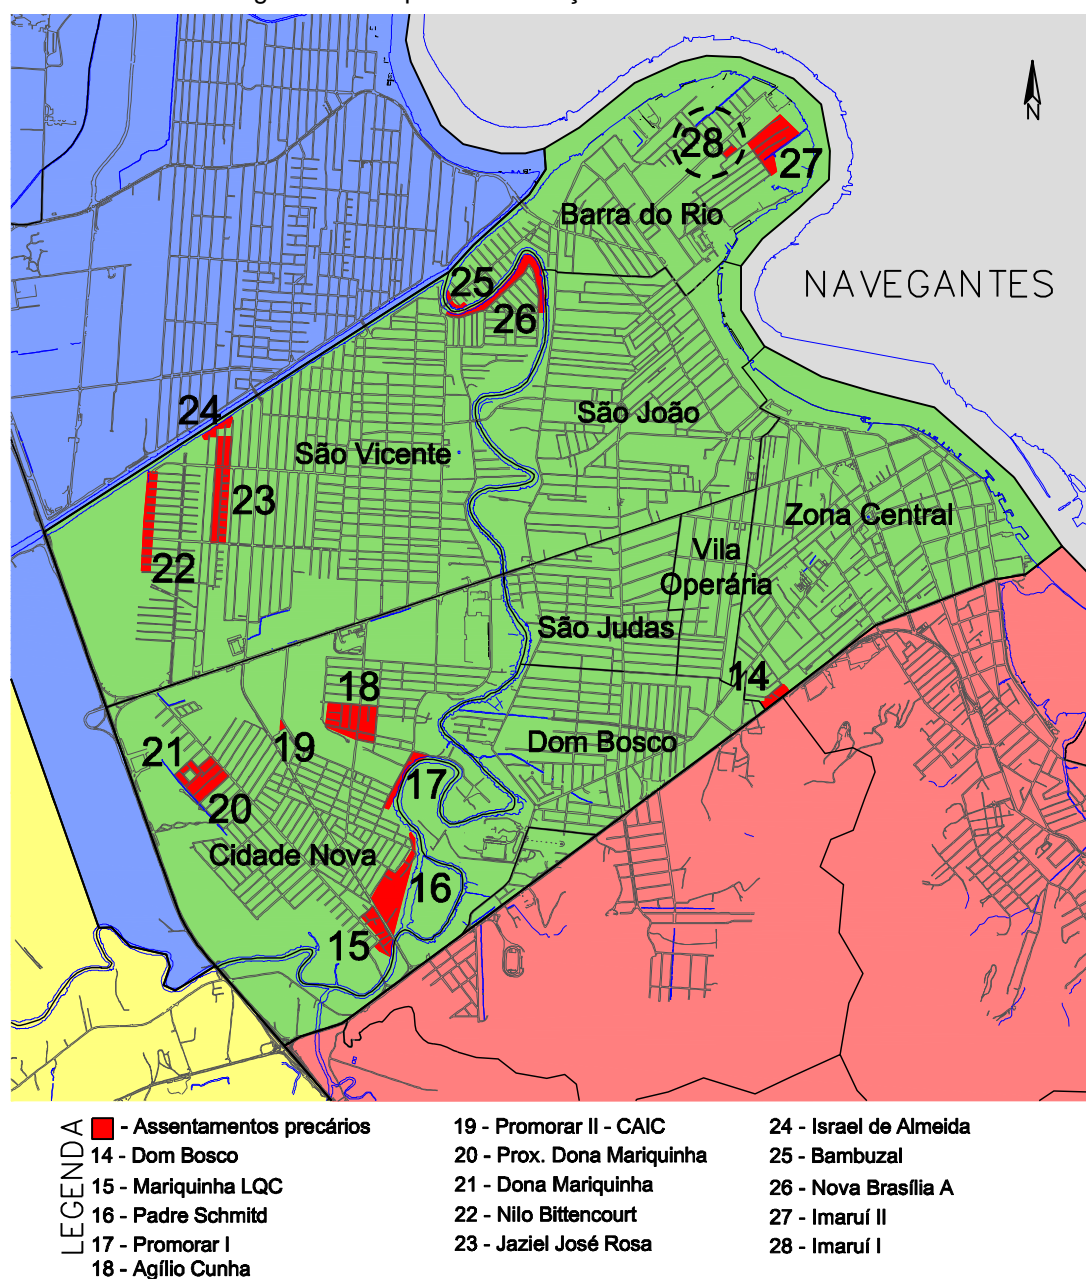 N
28
27
Barra do Rio
25
NAVEGANTES
26
24
São João
São Vicente
23
Zona Central
Vila
Operária
22
São Judas
14
18
19
21
Dom Bosco
17
20
Cidade Nova
16
15
LEGENDA
- Assentamentos precários
14 - Dom Bosco
15 - Mariquinha LQC
16 - Padre Schmitd
17 - Promorar I
18 - Agílio Cunha
19 - Promorar II - CAIC
20 - Prox. Dona Mariquinha
21 - Dona Mariquinha
22 - Nilo Bittencourt
23 - Jaziel José Rosa
24 - Israel de Almeida
25 - Bambuzal
26 - Nova Brasília A
27 - Imaruí II
28 - Imaruí I